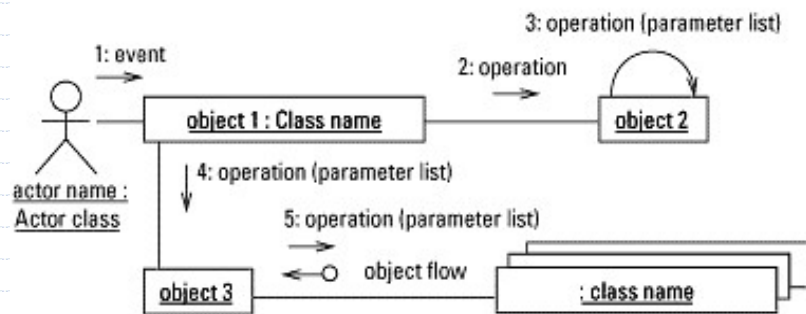 3: operation (parameter list)
1: event
2: operation
object 1 : Class name
object 2
actor name :
Actor class
4: operation (parameter list)
5: operation (parameter list)
object flow
object 3
: class name